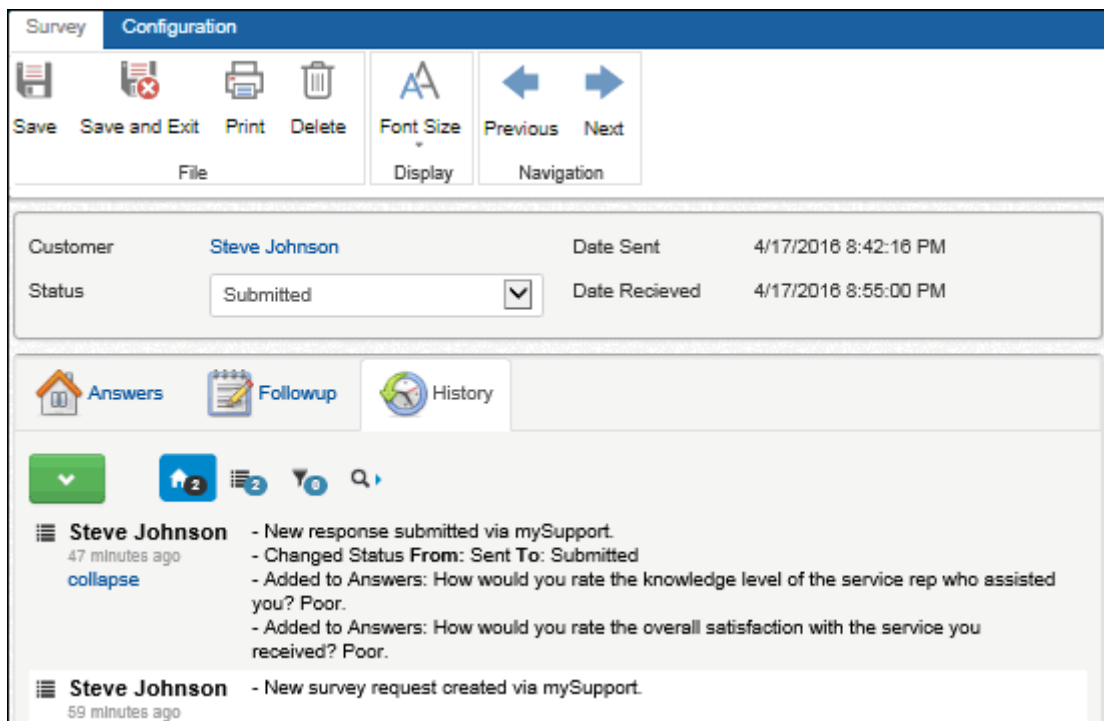 Survey Configuration
Save Save and Exit Print Delete Font Size Previous Next
File Display Navigation
Customer Steve Johnson Date Sent 4/17/2016 8:42:16 PM
Status Submitted Date Recieved 4/17/2016 8:55:00 PM
Answers Followup History
2 2 0
Steve Johnson - New response submitted via mySupport.
47 minutes ago - Changed Status From: Sent To: Submitted
collapse - Added to Answers: How would you rate the knowledge level of the service rep who assisted
you? Poor.
- Added to Answers: How would you rate the overall satisfaction with the service you
received? Poor.
Steve Johnson - New survey request created via mySupport.
59 minutes ago